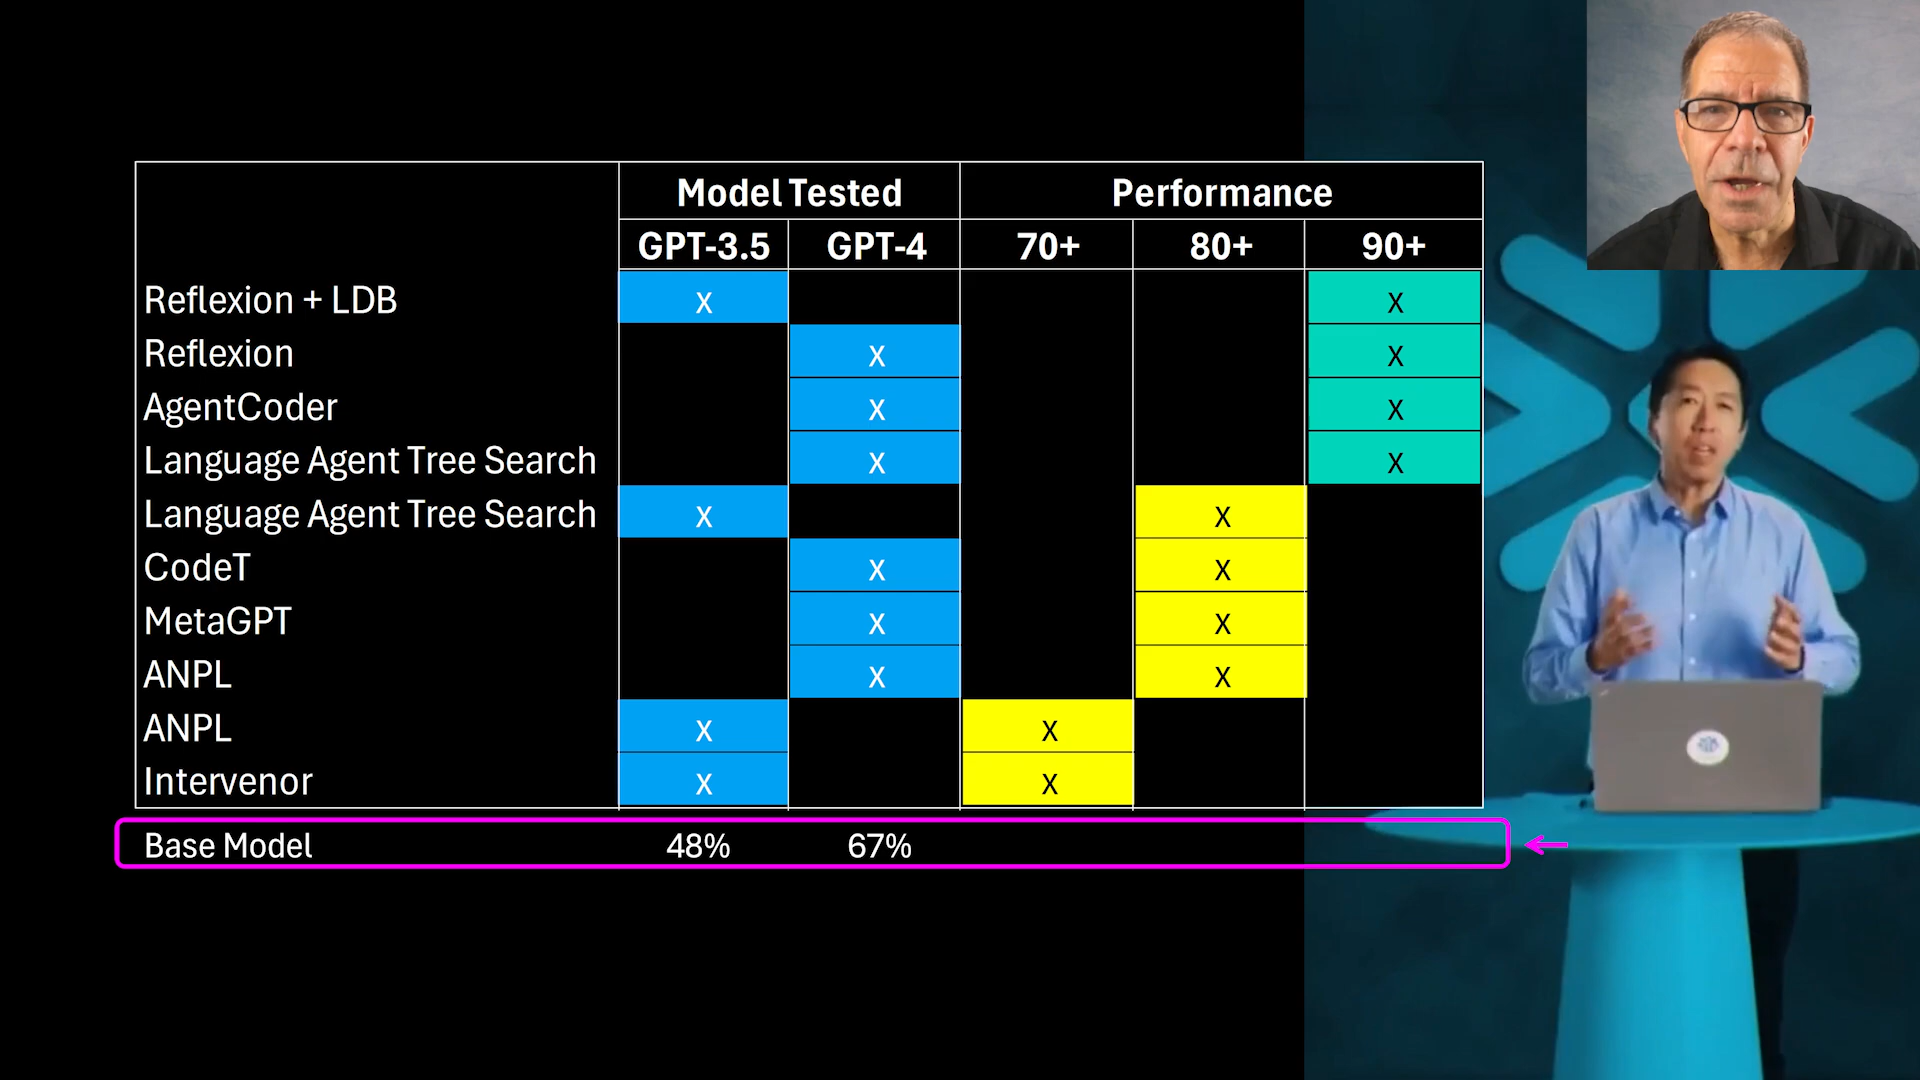 Model Tested Performance
GPT-3.5 GPT-4 70+ 80+ 90+
Reflexion + LDB x x
Reflexion x x
AgentCoder x x
Language Agent Tree Search x x
Language Agent Tree Search x x
CodeT x x
MetaGPT x x
ANPL x x
ANPL x x
Intervenor x x
Base Model 48% 67%